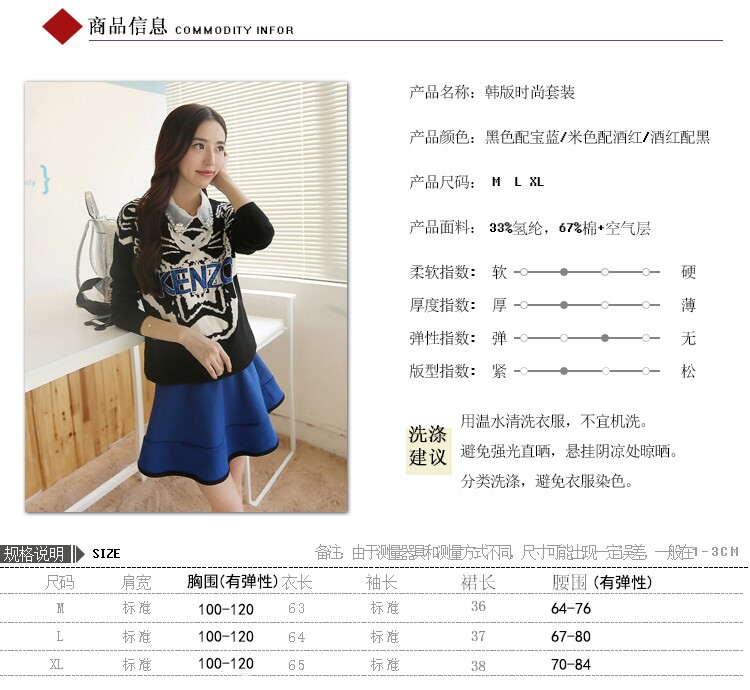 商品信息 COMMODITY INFOR
产品名称: 韩版时尚套装
产品颜色: 黑色配宝蓝/米色配酒红/酒红配黑
产品尺码: M L XL
产品面料: 33%氢纶，67%棉+空气层
柔软指数: 软 硬
厚度指数: 厚 薄
弹性指数: 弹 无
版型指数: 紧 松
洗涤建议
用温水清洗衣服，不宜机洗。
避免强光直晒，悬挂阴凉处晾晒。
分类洗涤，避免衣服染色。
KENZO
规格说明 SIZE 备注: 由于测量器具和测量方式不同，尺寸可能出现一定误差，一般在1-3CM
尺码 肩宽 胸围(有弹性) 衣长 袖长 裙长 腰围(有弹性)
M 标准 100-120 63 标准 36 64-76
L 标准 100-120 64 标准 37 67-80
XL 标准 100-120 65 标准 38 70-84